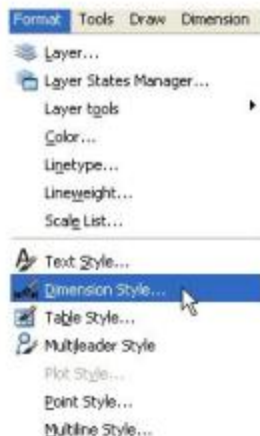 Format Tools Draw Dimension
Layer...
Layer States Manager...
Layer tools
Color...
Linetype...
Lineweight...
Scale List...
Text Style...
Dimension Style...
Table Style...
Multileader Style
Plot Style...
Point Style...
Multiline Style...